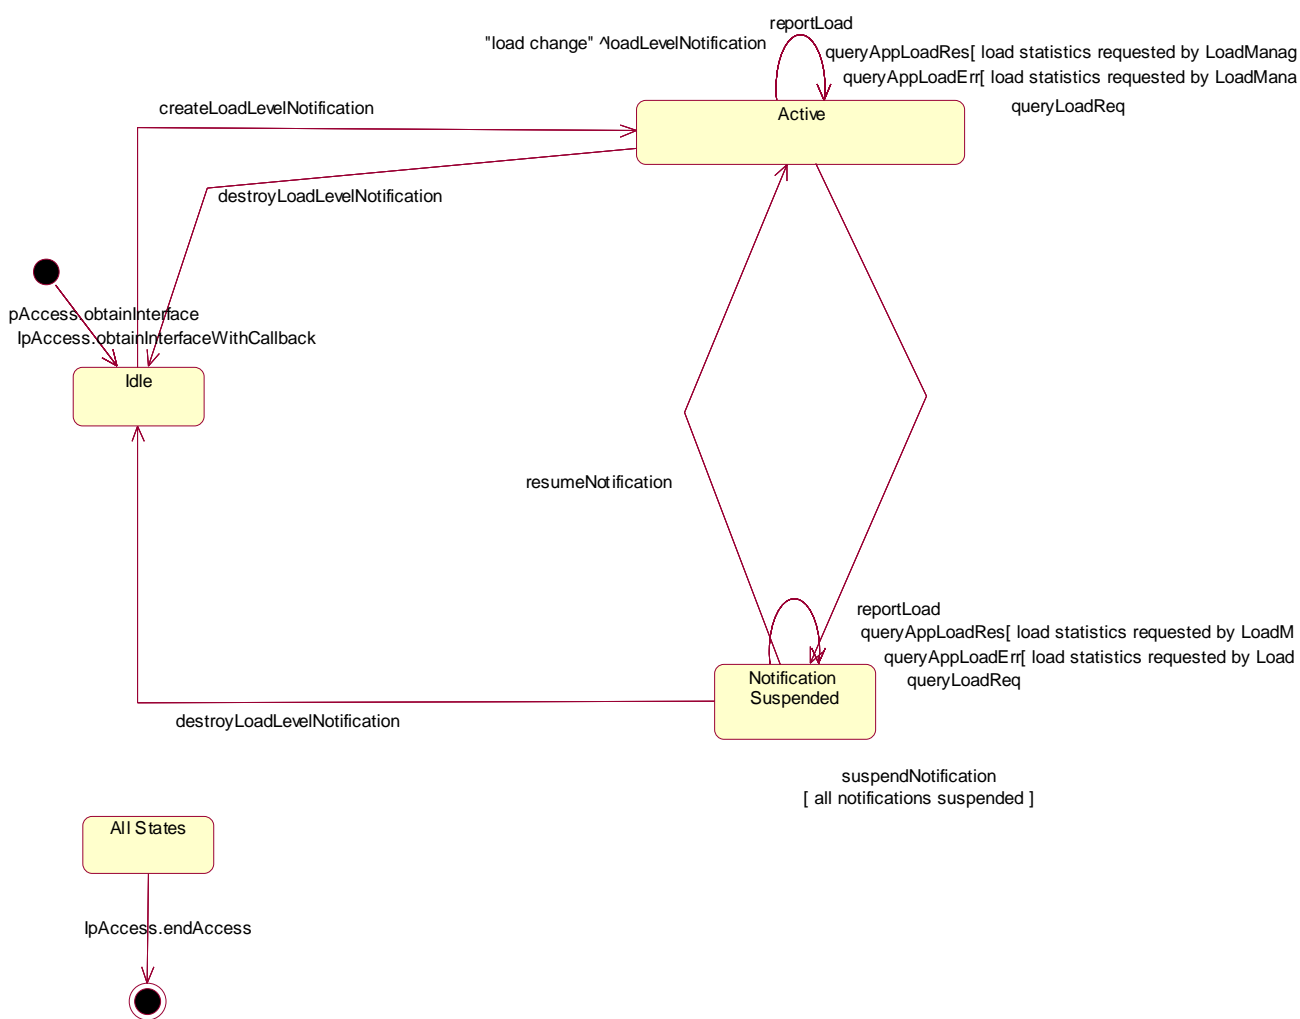 reportLoad
"load change" ^loadLevelNotification
queryAppLoadRes[ load statistics requested by LoadManag
queryAppLoadErr[ load statistics requested by LoadMana
queryLoadReq
Active
createLoadLevelNotification
destroyLoadLevelNotification
pAccess.obtainInterface
IpAccess.obtainInterfaceWithCallback
Idle
resumeNotification
reportLoad
queryAppLoadRes[ load statistics requested by LoadM
queryAppLoadErr[ load statistics requested by Load
queryLoadReq
Notification
Suspended
destroyLoadLevelNotification
suspendNotification
[ all notifications suspended ]
All States
IpAccess.endAccess